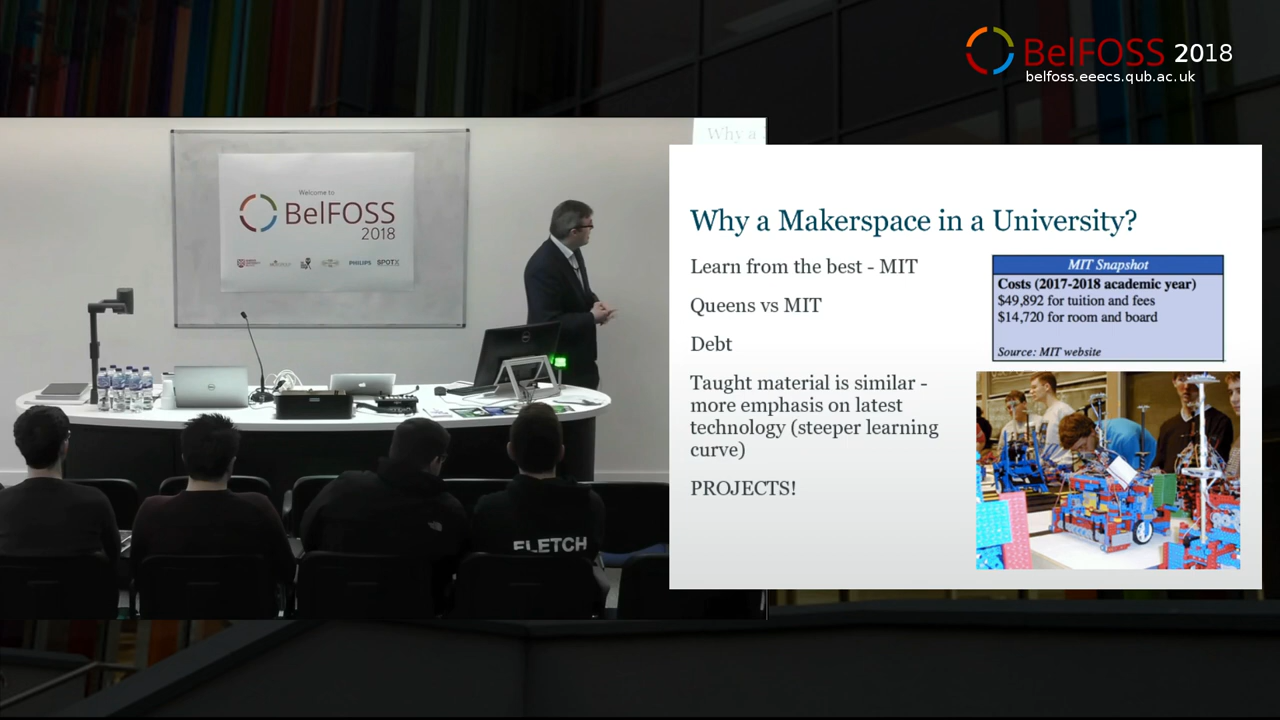 BelFOSS 2018
belfoss.eeecs.qub.ac.uk
Why a
Welcome to
BelFOSS
2018
PHILIPS SPOTX
DELL
FLETCH
Why a Makerspace in a University?
Learn from the best - MIT
Queens vs MIT
Debt
Taught material is similar -
more emphasis on latest
technology (steeper learning
curve)
PROJECTS!
MIT Snapshot
Costs (2017-2018 academic year)
$49,892 for tuition and fees
$14,720 for room and board
Source: MIT website